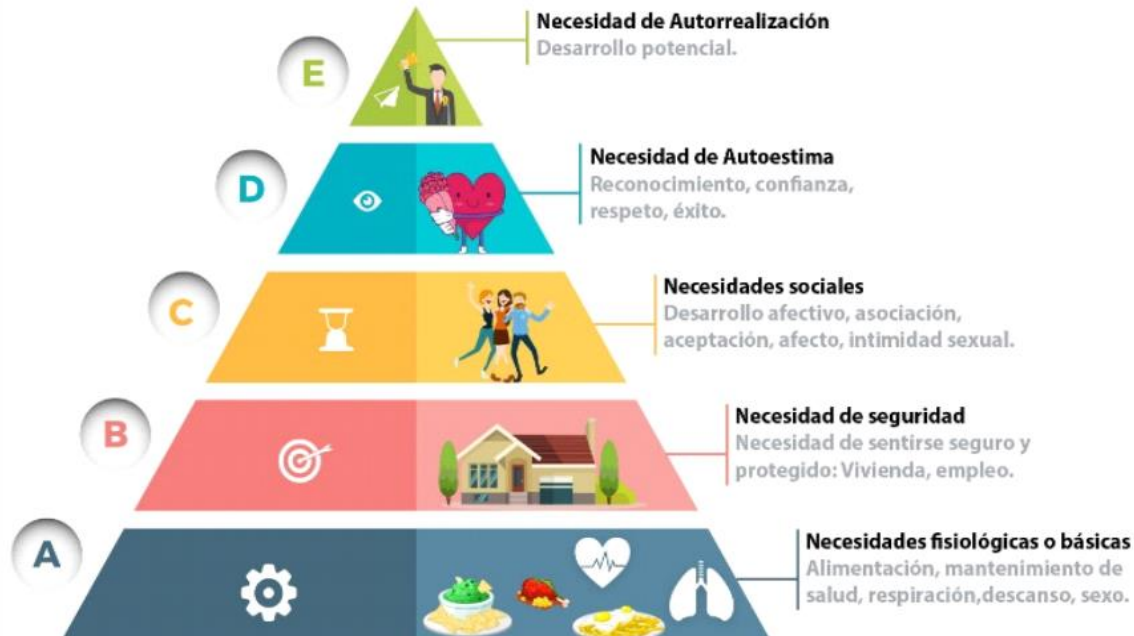 E
Necesidad de Autorrealización
Desarrollo potencial.
D
Necesidad de Autoestima
Reconocimiento, confianza,
respeto, éxito.
C
Necesidades sociales
Desarrollo afectivo, asociación,
aceptación, afecto, intimidad sexual.
B
Necesidad de seguridad
Necesidad de sentirse seguro y
protegido: Vivienda, empleo.
A
Necesidades fisiológicas o básicas
Alimentación, mantenimiento de
salud, respiración,descanso, sexo.